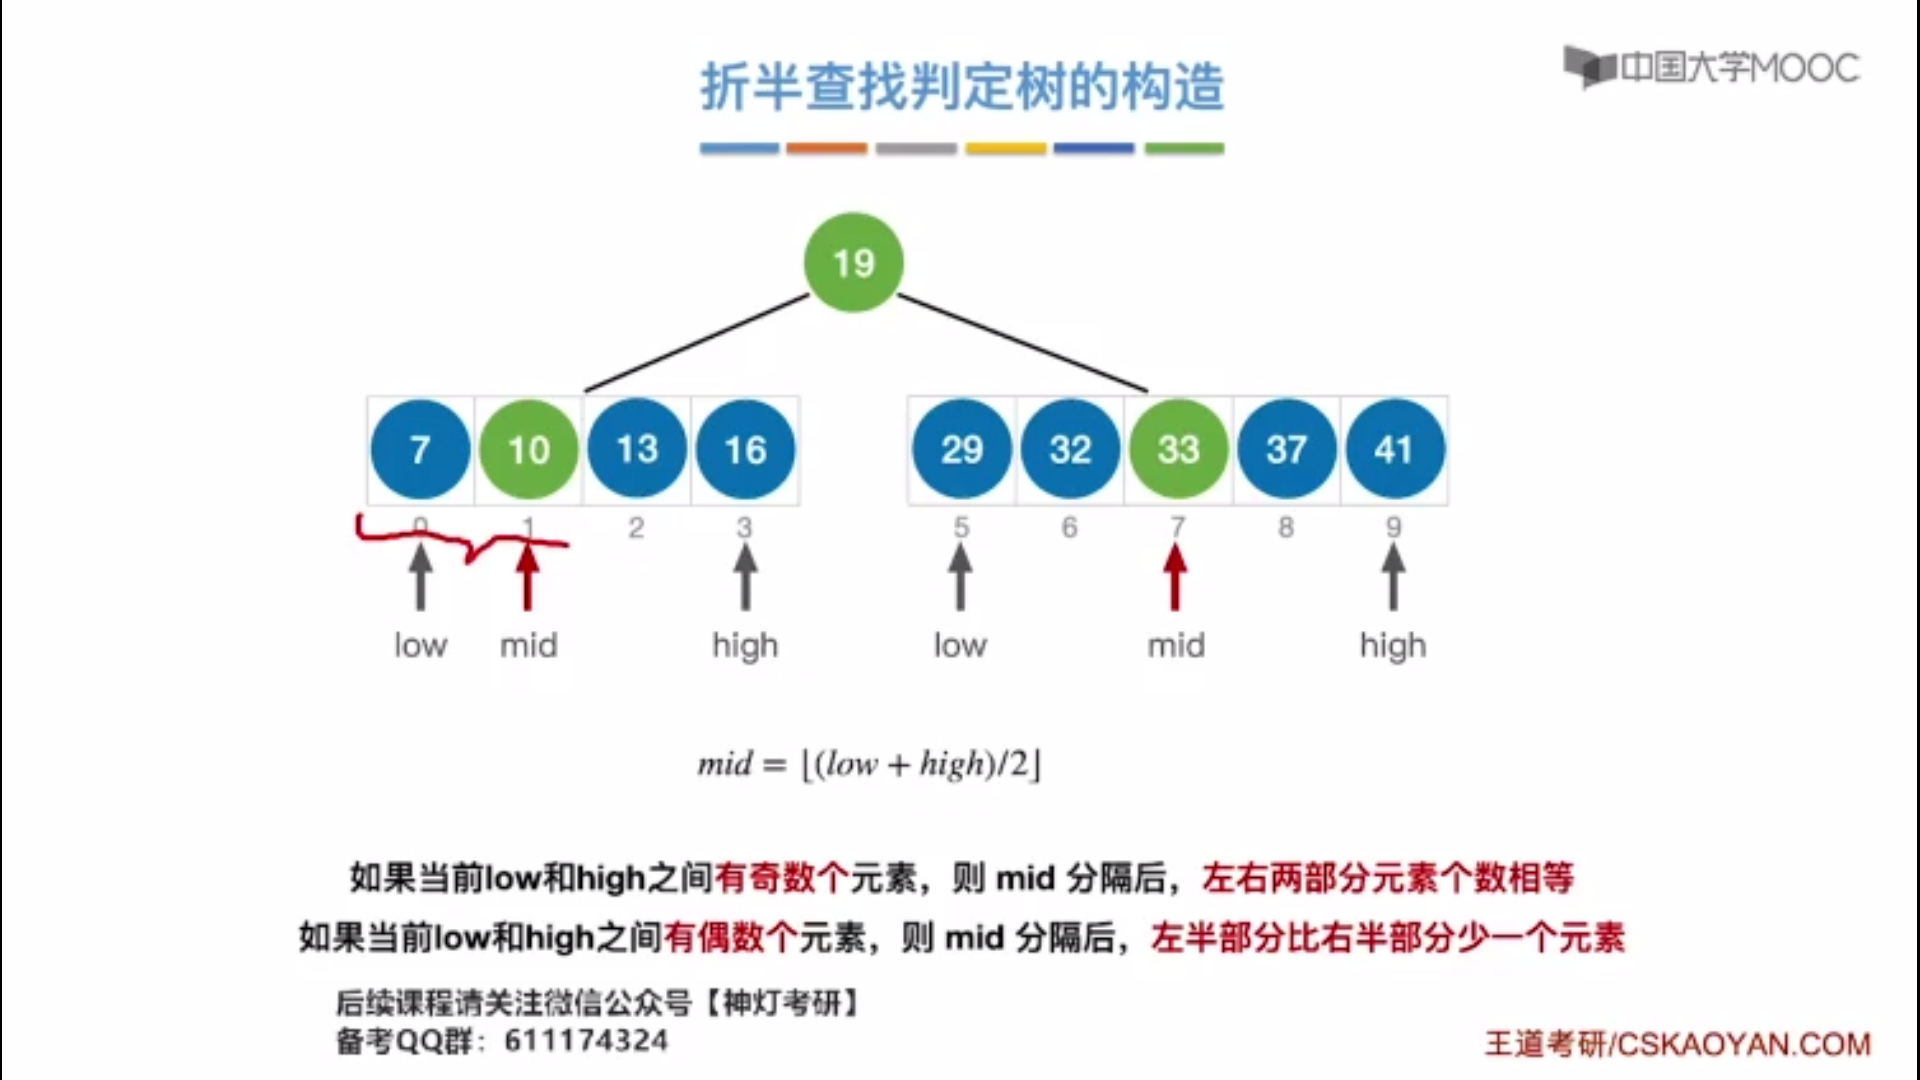 折半查找判定树的构造
中国大学MOOC
19
7 10 13 16 29 32 33 37 41
0 1 2 3 5 6 7 8 9
low mid high low mid high
mid = ⌊(low + high)/2⌋
如果当前low和high之间有奇数个元素，则 mid 分隔后，左右两部分元素个数相等
如果当前low和high之间有偶数个元素，则 mid 分隔后，左半部分比右半部分少一个元素
后续课程请关注微信公众号【神灯考研】
备考QQ群：611174324
王道考研/CSKAOYAN.COM